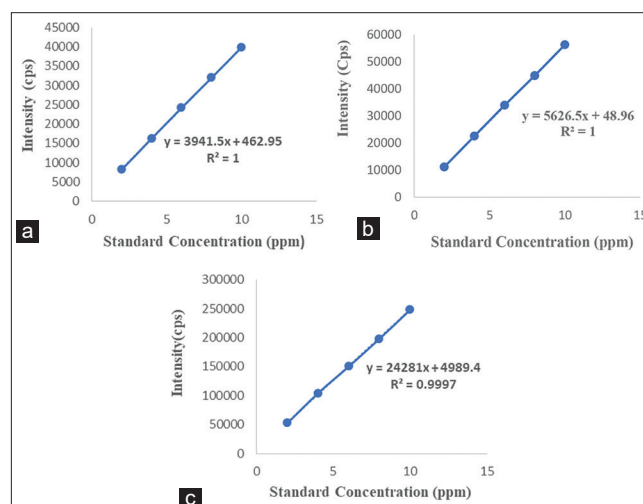 45000
40000
35000
30000
25000
20000
15000
10000
5000
0
Intensity (cps)
y = 3941.5x + 462.95
R² = 1
0 5 10 15
Standard Concentration (ppm)
a
60000
50000
40000
30000
20000
10000
0
Intensity (Cps)
y = 5626.5x + 48.96
R² = 1
0 5 10 15
Standard Concentration (ppm)
b
300000
250000
200000
150000
100000
50000
0
Intensity(cps)
y = 24281x + 4989.4
R² = 0.9997
0 5 10 15
Standard Concentration (ppm)
c